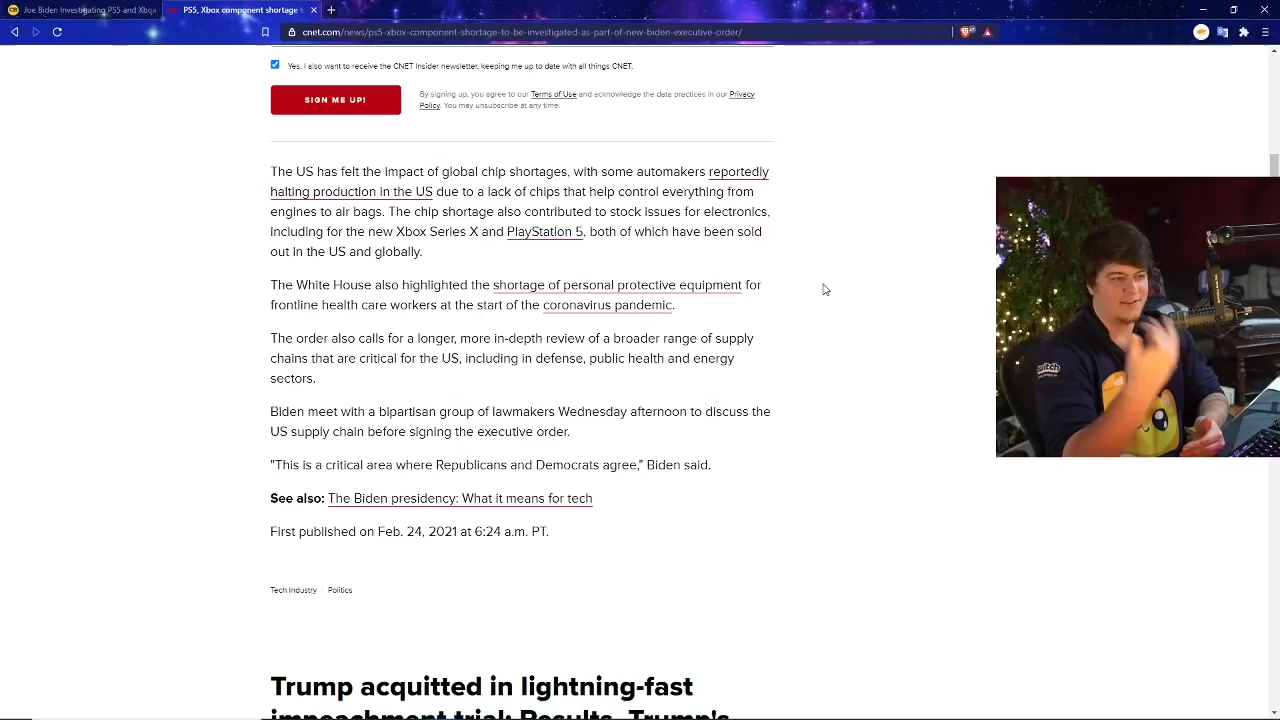 Joe Biden Investigating PS5 and Xbox
PS5, Xbox component shortage t
cnet.com/news/ps5-xbox-component-shortage-to-be-investigated-as-part-of-new-biden-executive-order/
Yes, I also want to receive the CNET Insider newsletter, keeping me up to date with all things CNET.
SIGN ME UP!
By signing up, you agree to our Terms of Use and acknowledge the data practices in our Privacy
Policy. You may unsubscribe at any time.
The US has felt the impact of global chip shortages, with some automakers reportedly
halting production in the US due to a lack of chips that help control everything from
engines to air bags. The chip shortage also contributed to stock issues for electronics,
including for the new Xbox Series X and PlayStation 5, both of which have been sold
out in the US and globally.
The White House also highlighted the shortage of personal protective equipment for
frontline health care workers at the start of the coronavirus pandemic.
The order also calls for a longer, more in-depth review of a broader range of supply
chains that are critical for the US, including in defense, public health and energy
sectors.
Biden meet with a bipartisan group of lawmakers Wednesday afternoon to discuss the
US supply chain before signing the executive order.
"This is a critical area where Republicans and Democrats agree," Biden said.
See also: The Biden presidency: What it means for tech
First published on Feb. 24, 2021 at 6:24 a.m. PT.
Tech Industry Politics
Trump acquitted in lightning-fast
impeachment trial: Results, Trump's